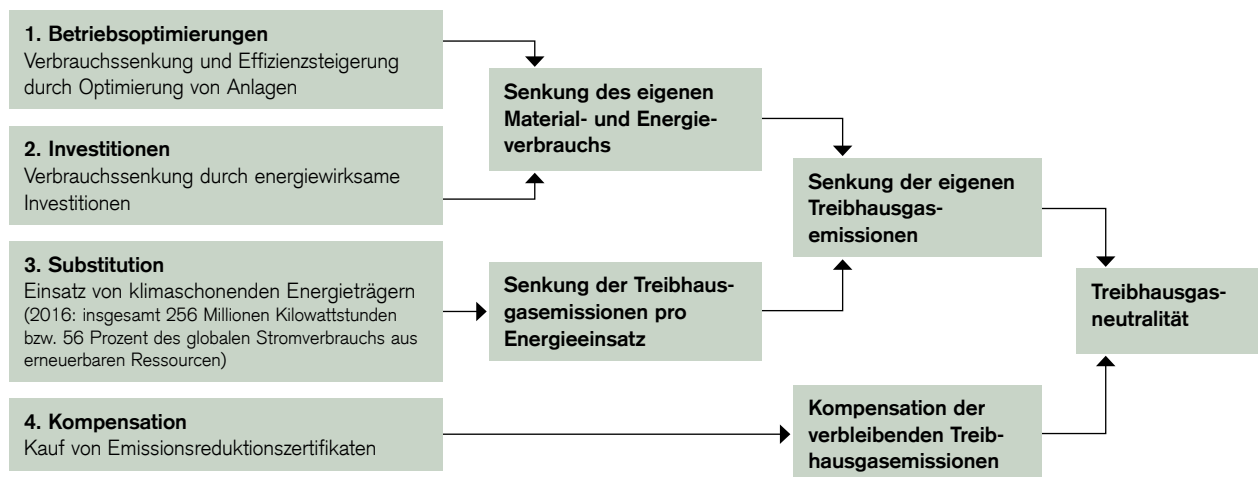 1. Betriebsoptimierungen
Verbrauchssenkung und Effizienzsteigerung
durch Optimierung von Anlagen
2. Investitionen
Verbrauchssenkung durch energiewirksame
Investitionen
3. Substitution
Einsatz von klimaschonenden Energieträgern
(2016: insgesamt 256 Millionen Kilowattstunden
bzw. 56 Prozent des globalen Stromverbrauchs aus
erneuerbaren Ressourcen)
4. Kompensation
Kauf von Emissionsreduktionszertifikaten
Senkung des eigenen
Material- und Energie-
verbrauchs
Senkung der Treibhaus-
gasemissionen pro
Energieeinsatz
Senkung der eigenen
Treibhausgas-
emissionen
Kompensation der
verbleibenden Treib-
hausgasemissionen
Treibhausgas-
neutralität